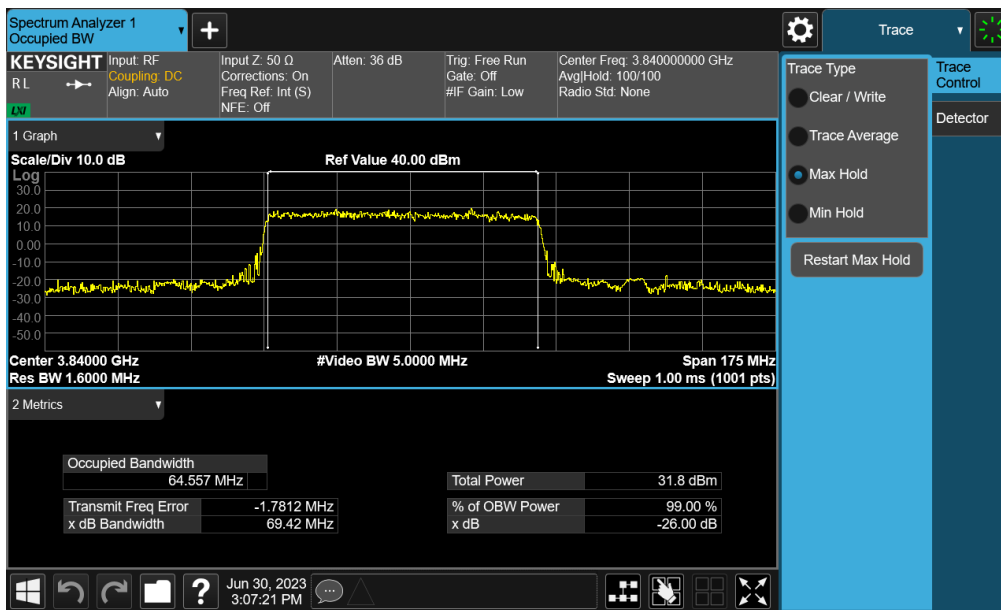 Spectrum Analyzer 1
Occupied BW
+
Trace
KEYSIGHT
R L
LXI
Input: RF
Coupling: DC
Align: Auto
Input Z: 50 Ω
Corrections: On
Freq Ref: Int (S)
NFE: Off
Atten: 36 dB
Trig: Free Run
Gate: Off
#IF Gain: Low
Center Freq: 3.840000000 GHz
Avg|Hold: 100/100
Radio Std: None
Trace Type
Clear / Write
Trace Average
Max Hold
Min Hold
Restart Max Hold
Trace
Control
Detector
1 Graph
Scale/Div 10.0 dB
Ref Value 40.00 dBm
Log
30.0
20.0
10.0
0.00
-10.0
-20.0
-30.0
-40.0
-50.0
Center 3.84000 GHz
#Video BW 5.0000 MHz
Span 175 MHz
Res BW 1.6000 MHz
Sweep 1.00 ms (1001 pts)
2 Metrics
Occupied Bandwidth
64.557 MHz
Total Power 31.8 dBm
Transmit Freq Error -1.7812 MHz
% of OBW Power 99.00 %
x dB Bandwidth 69.42 MHz
x dB -26.00 dB
?
Jun 30, 2023
3:07:21 PM